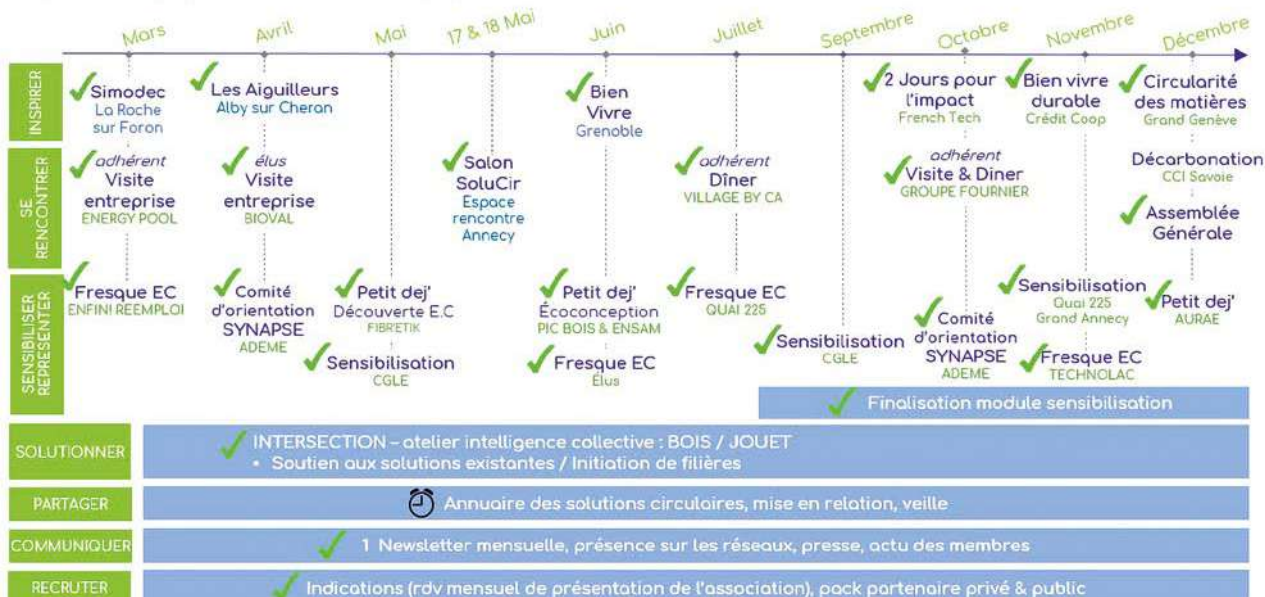 Mars
Avril
Mai
17 & 18 Mai
Juin
Juillet
Septembre
Octobre
Novembre
Décembre
INSPIRER
Simodec
La Roche
sur Foron
Les Aiguilleurs
Alby sur Cheran
Bien
Vivre
Grenoble
2 Jours pour
l'impact
French Tech
Bien vivre
durable
Crédit Coop
Circularité
des matières
Grand Genève
SE
RENCONTRER
adhérent
Visite
entreprise
ENERGY POOL
élus
Visite
entreprise
BIOVAL
Salon
SoluCir
Espace
rencontre
Annecy
adhérent
Dîner
VILLAGE BY CA
adhérent
Visite & Diner
GROUPE FOURNIER
Décarbonation
CCI Savoie
Assemblée
Générale
SENSIBILISER
REPRESENTER
Fresque EC
ENFINI REEMPLOI
Comité
d'orientation
SYNAPSE
ADEME
Petit dej'
Découverte E.C
FIBR'ETIK
Sensibilisation
CGLE
Petit dej'
Écoconception
PIC BOIS & ENSAM
Fresque EC
Élus
Fresque EC
QUAI 225
Sensibilisation
CGLE
Comité
d'orientation
SYNAPSE
ADEME
Sensibilisation
Quai 225
Grand Annecy
Fresque EC
TECHNOLAC
Petit dej'
AURAE
Finalisation module sensibilisation
SOLUTIONNER
INTERSECTION – atelier intelligence collective : BOIS / JOUET
• Soutien aux solutions existantes / Initiation de filières
PARTAGER
Annuaire des solutions circulaires, mise en relation, veille
COMMUNIQUER
1 Newsletter mensuelle, présence sur les réseaux, presse, actu des membres
RECRUTER
Indications (rdv mensuel de présentation de l'association), pack partenaire privé & public